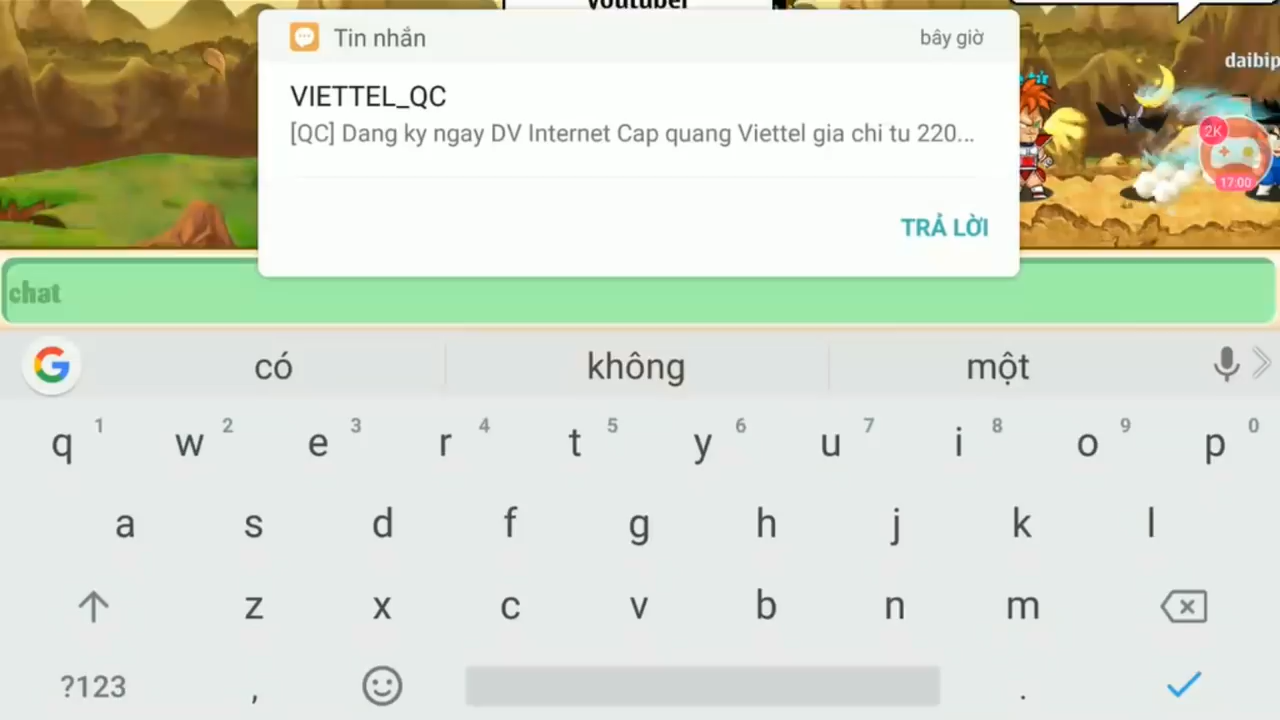 Youtuber
Tin nhắn
bây giờ
VIETTEL_QC
[QC] Dang ky ngay DV Internet Cap quang Viettel gia chi tu 220...
TRẢ LỜI
daibip
2K
17:00
chat
G
có
không
một
q 1 w 2 e 3 r 4 t 5 y 6 u 7 i 8 o 9 p 0
a s d f g h j k l
z x c v b n m
?123 , .